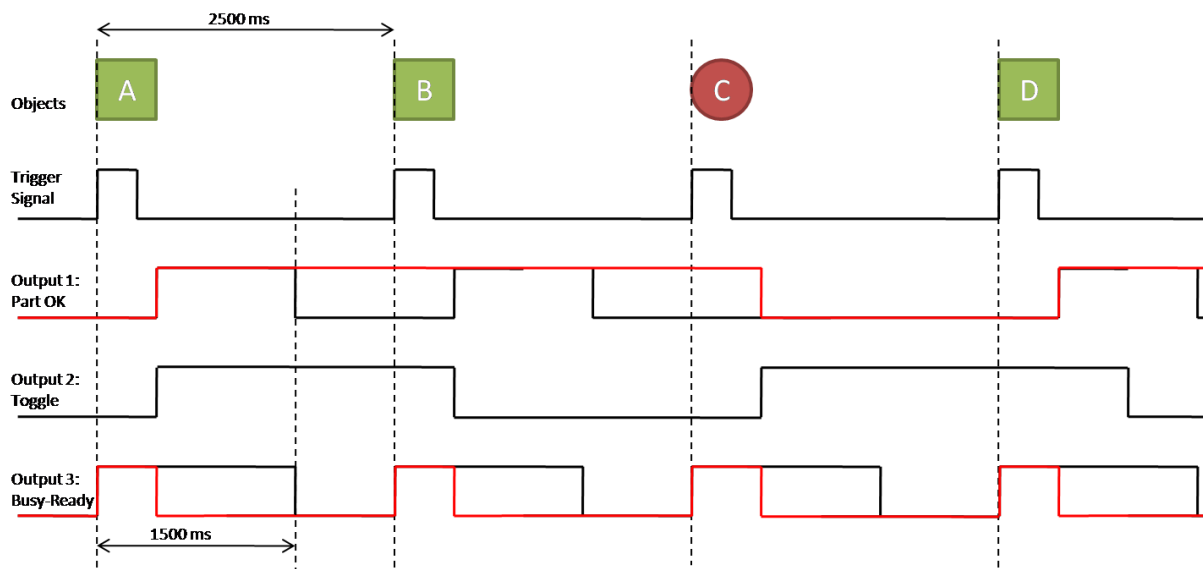 2500 ms
Objects
A
B
C
D
Trigger
Signal
Output 1:
Part OK
Output 2:
Toggle
Output 3:
Busy-Ready
1500 ms